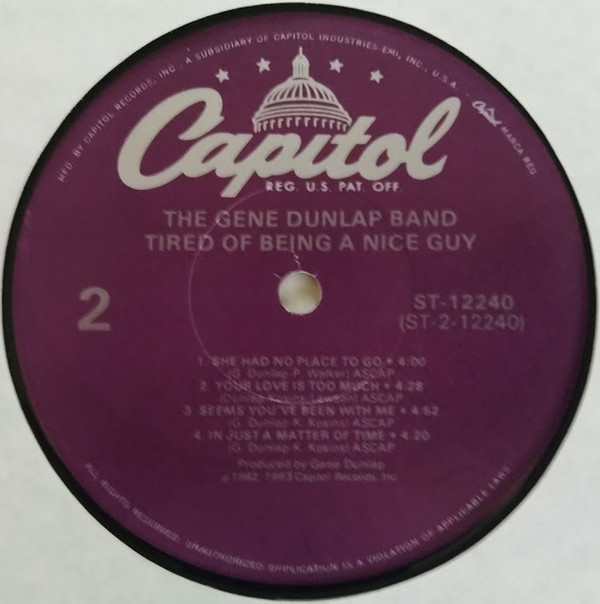 MFD. BY CAPITOL RECORDS, INC., A SUBSIDIARY OF CAPITOL INDUSTRIES-EMI, INC., U.S.A. • Capitol MARCA REG.
Capitol
REG. U.S. PAT. OFF.
THE GENE DUNLAP BAND
TIRED OF BEING A NICE GUY
2
ST-12240
(ST-2-12240)
1. SHE HAD NO PLACE TO GO • 4:00
(G. Dunlap-P. Walker) ASCAP
2. YOUR LOVE IS TOO MUCH • 4:28
ASCAP
3. SEEMS YOU'VE BEEN WITH ME • 4:52
(G. Dunlap-K. Kosins) ASCAP
4. IN JUST A MATTER OF TIME • 4:20
(G. Dunlap-K. Kosins) ASCAP
Produced by Gene Dunlap
℗ 1982, 1983 Capitol Records, Inc.
ALL RIGHTS RESERVED. UNAUTHORIZED DUPLICATION IS A VIOLATION OF APPLICABLE LAWS